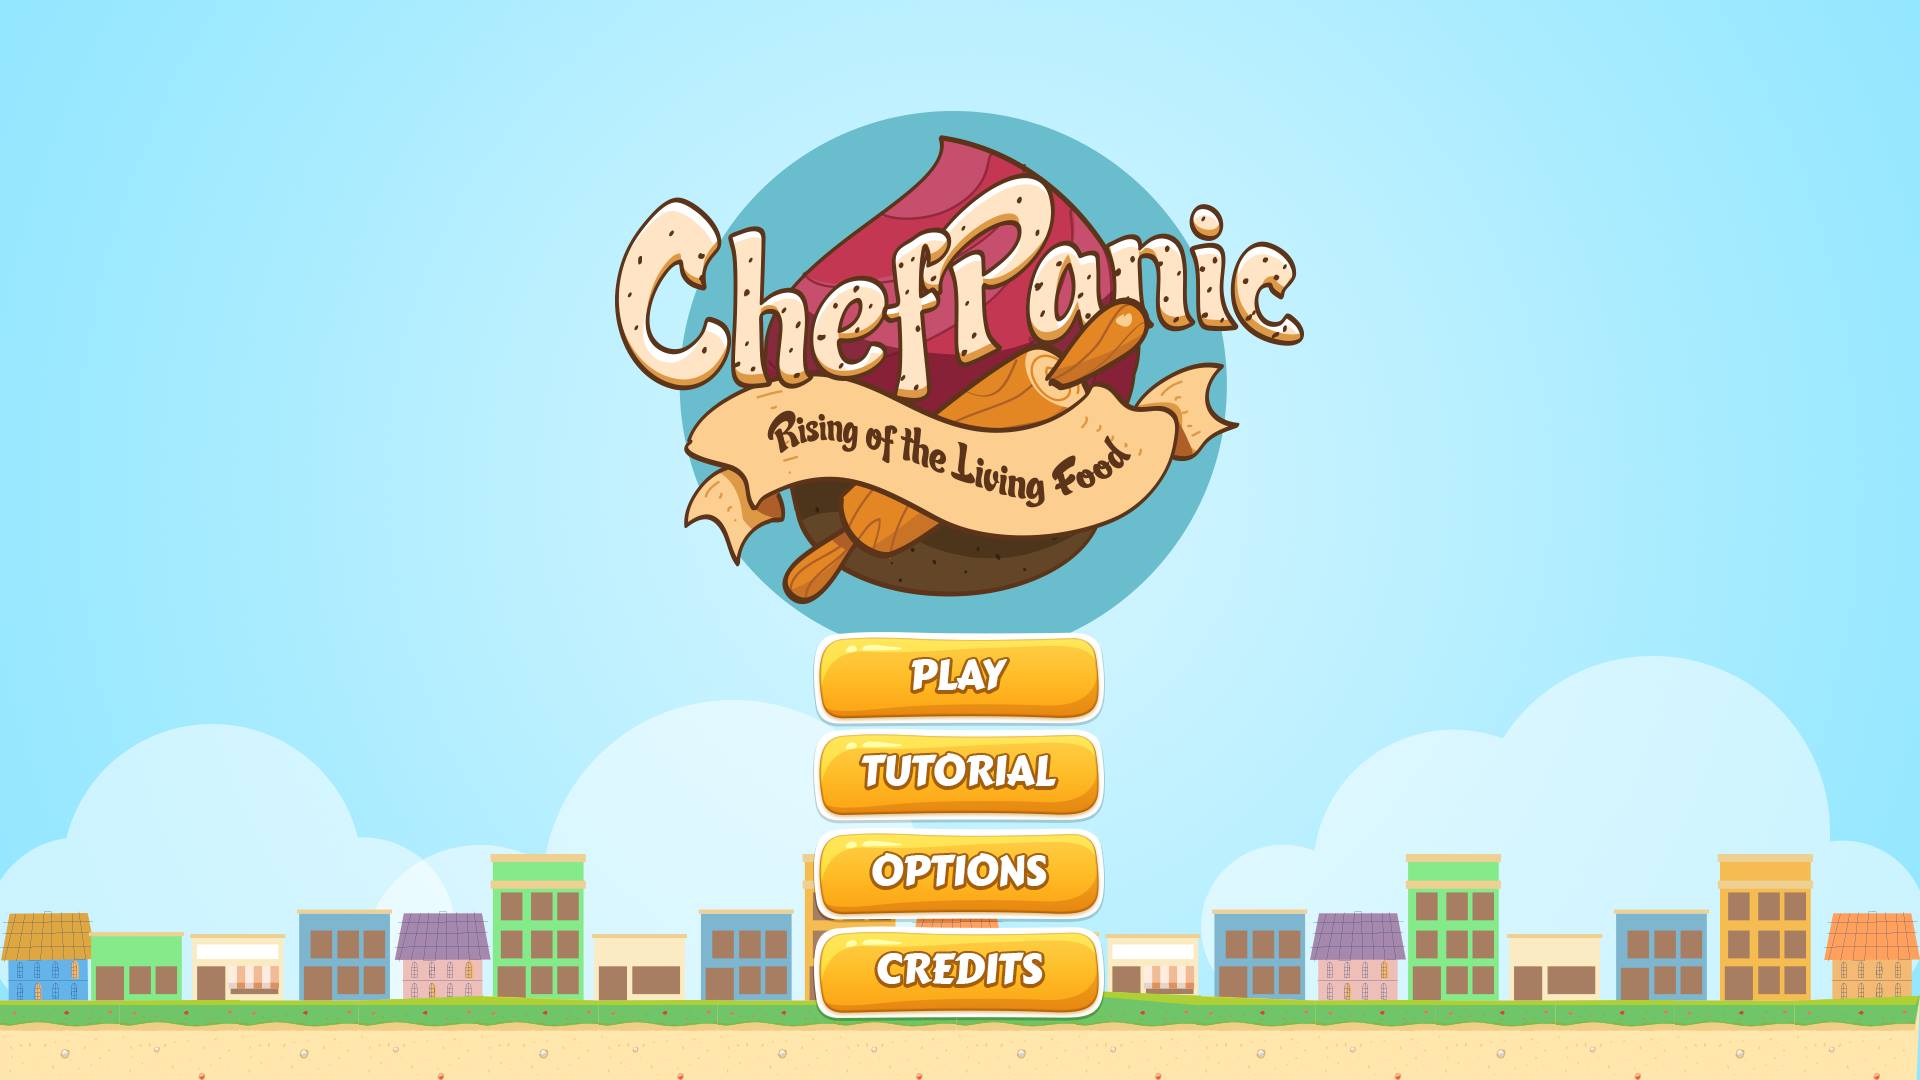 ChefPanic
Rising of the Living Food
PLAY
TUTORIAL
OPTIONS
CREDITS